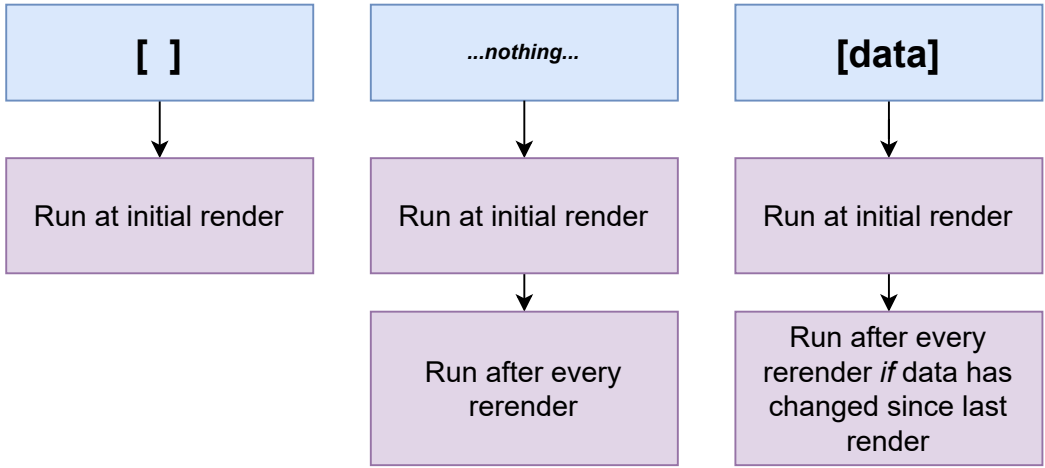 [ ]
...nothing...
[data]
Run at initial render
Run at initial render
Run at initial render
Run after every
rerender
Run after every
rerender if data has
changed since last
render